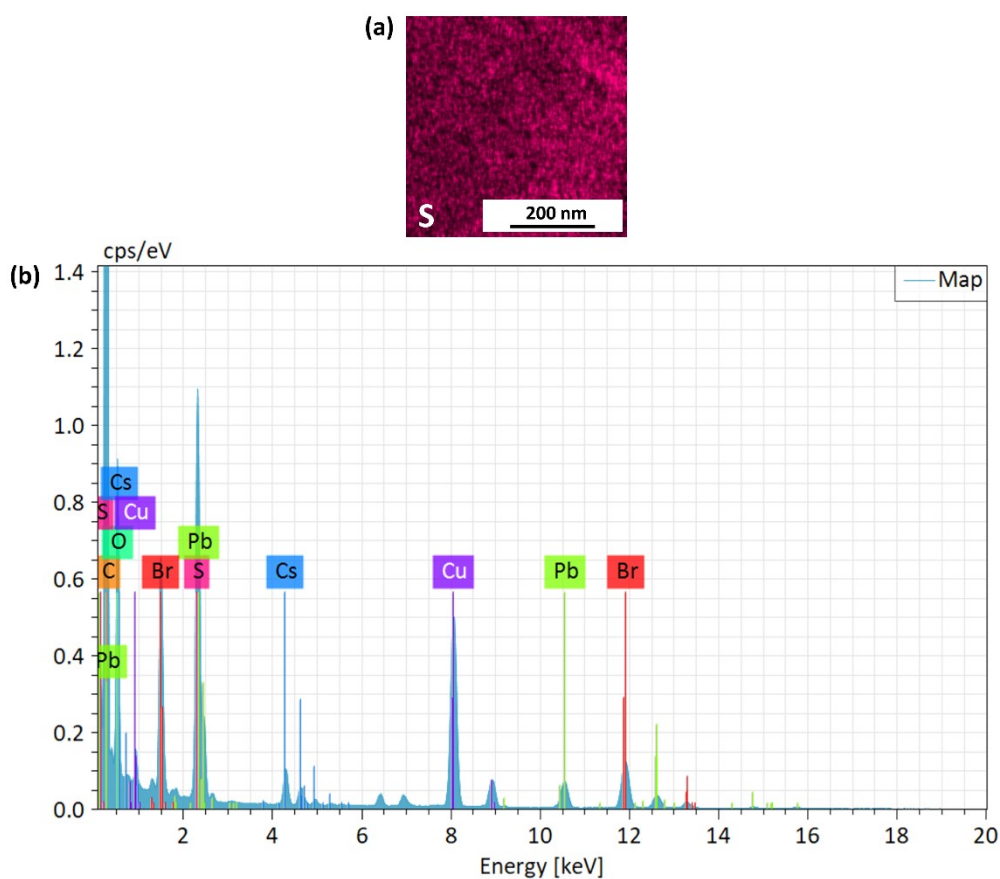 (a)
S
200 nm
(b)
cps/eV
Map
1.4
1.2
1.0
0.8
0.6
0.4
0.2
0.0
Cs
S Cu
O Pb
C Br S Cs Cu Pb Br
Pb
2 4 6 8 10 12 14 16 18 20
Energy [keV]